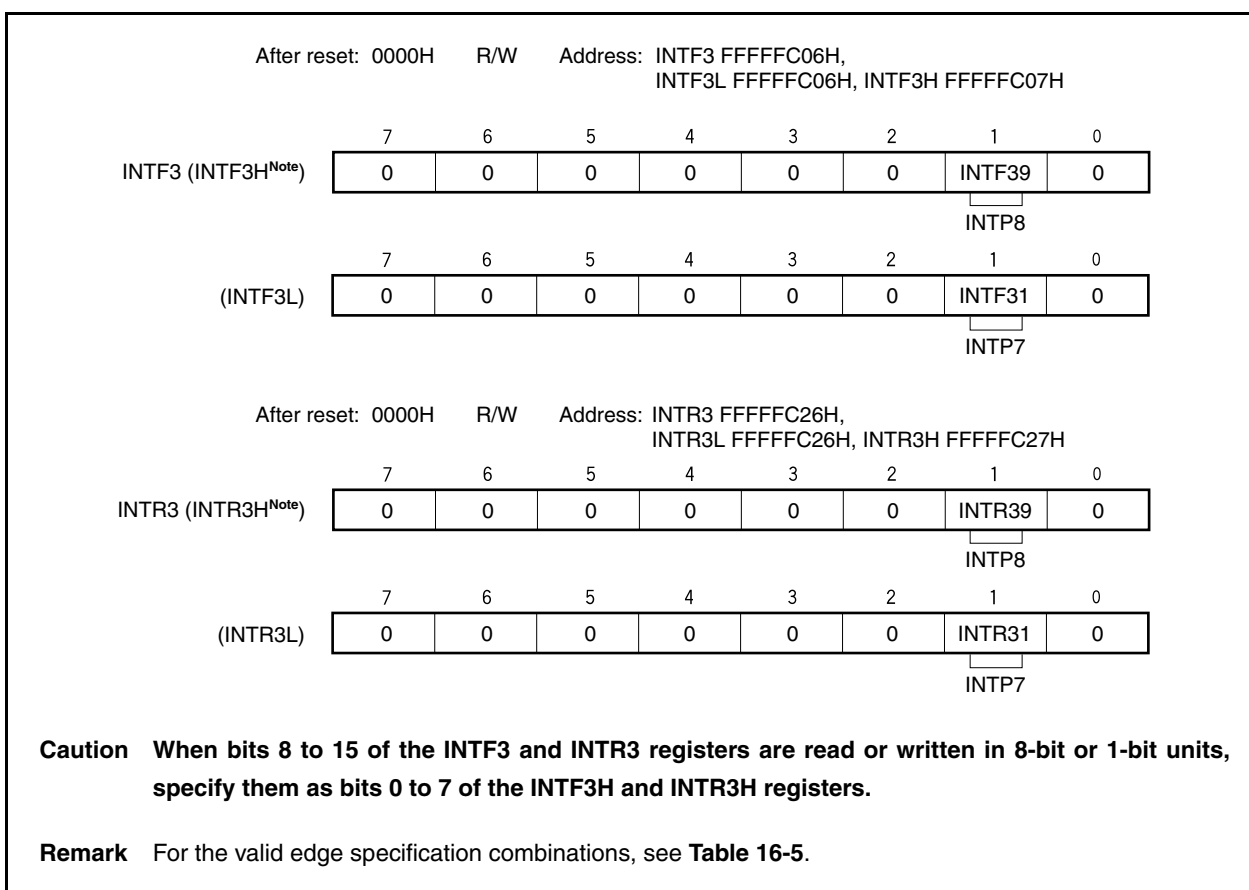 After reset: 0000H R/W Address: INTF3 FFFFFC06H,
INTF3L FFFFFC06H, INTF3H FFFFFC07H
7 6 5 4 3 2 1 0
INTF3 (INTF3HNote) 0 0 0 0 0 0 INTF39 0
INTP8
7 6 5 4 3 2 1 0
(INTF3L) 0 0 0 0 0 0 INTF31 0
INTP7
After reset: 0000H R/W Address: INTR3 FFFFFC26H,
INTR3L FFFFFC26H, INTR3H FFFFFC27H
7 6 5 4 3 2 1 0
INTR3 (INTR3HNote) 0 0 0 0 0 0 INTR39 0
INTP8
7 6 5 4 3 2 1 0
(INTR3L) 0 0 0 0 0 0 INTR31 0
INTP7
Caution When bits 8 to 15 of the INTF3 and INTR3 registers are read or written in 8-bit or 1-bit units,
specify them as bits 0 to 7 of the INTF3H and INTR3H registers.
Remark For the valid edge specification combinations, see Table 16-5.